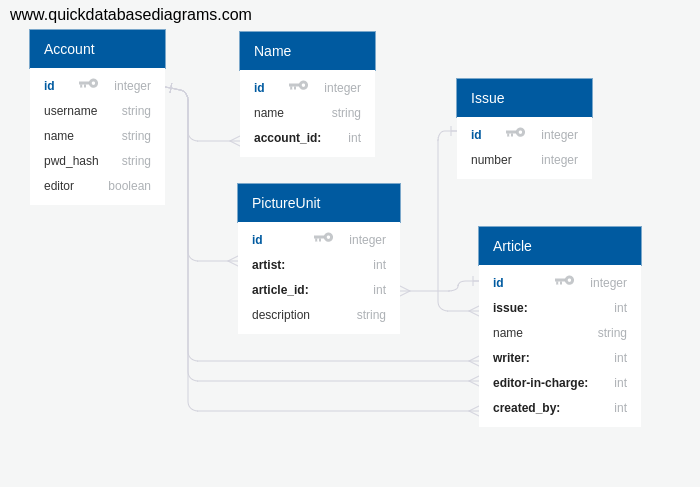 www.quickdatabasediagrams.com
Account
id integer
username string
name string
pwd_hash string
editor boolean
Name
id integer
name string
account_id: int
Issue
id integer
number integer
PictureUnit
id integer
artist: int
article_id: int
description string
Article
id integer
issue: int
name string
writer: int
editor-in-charge: int
created_by: int